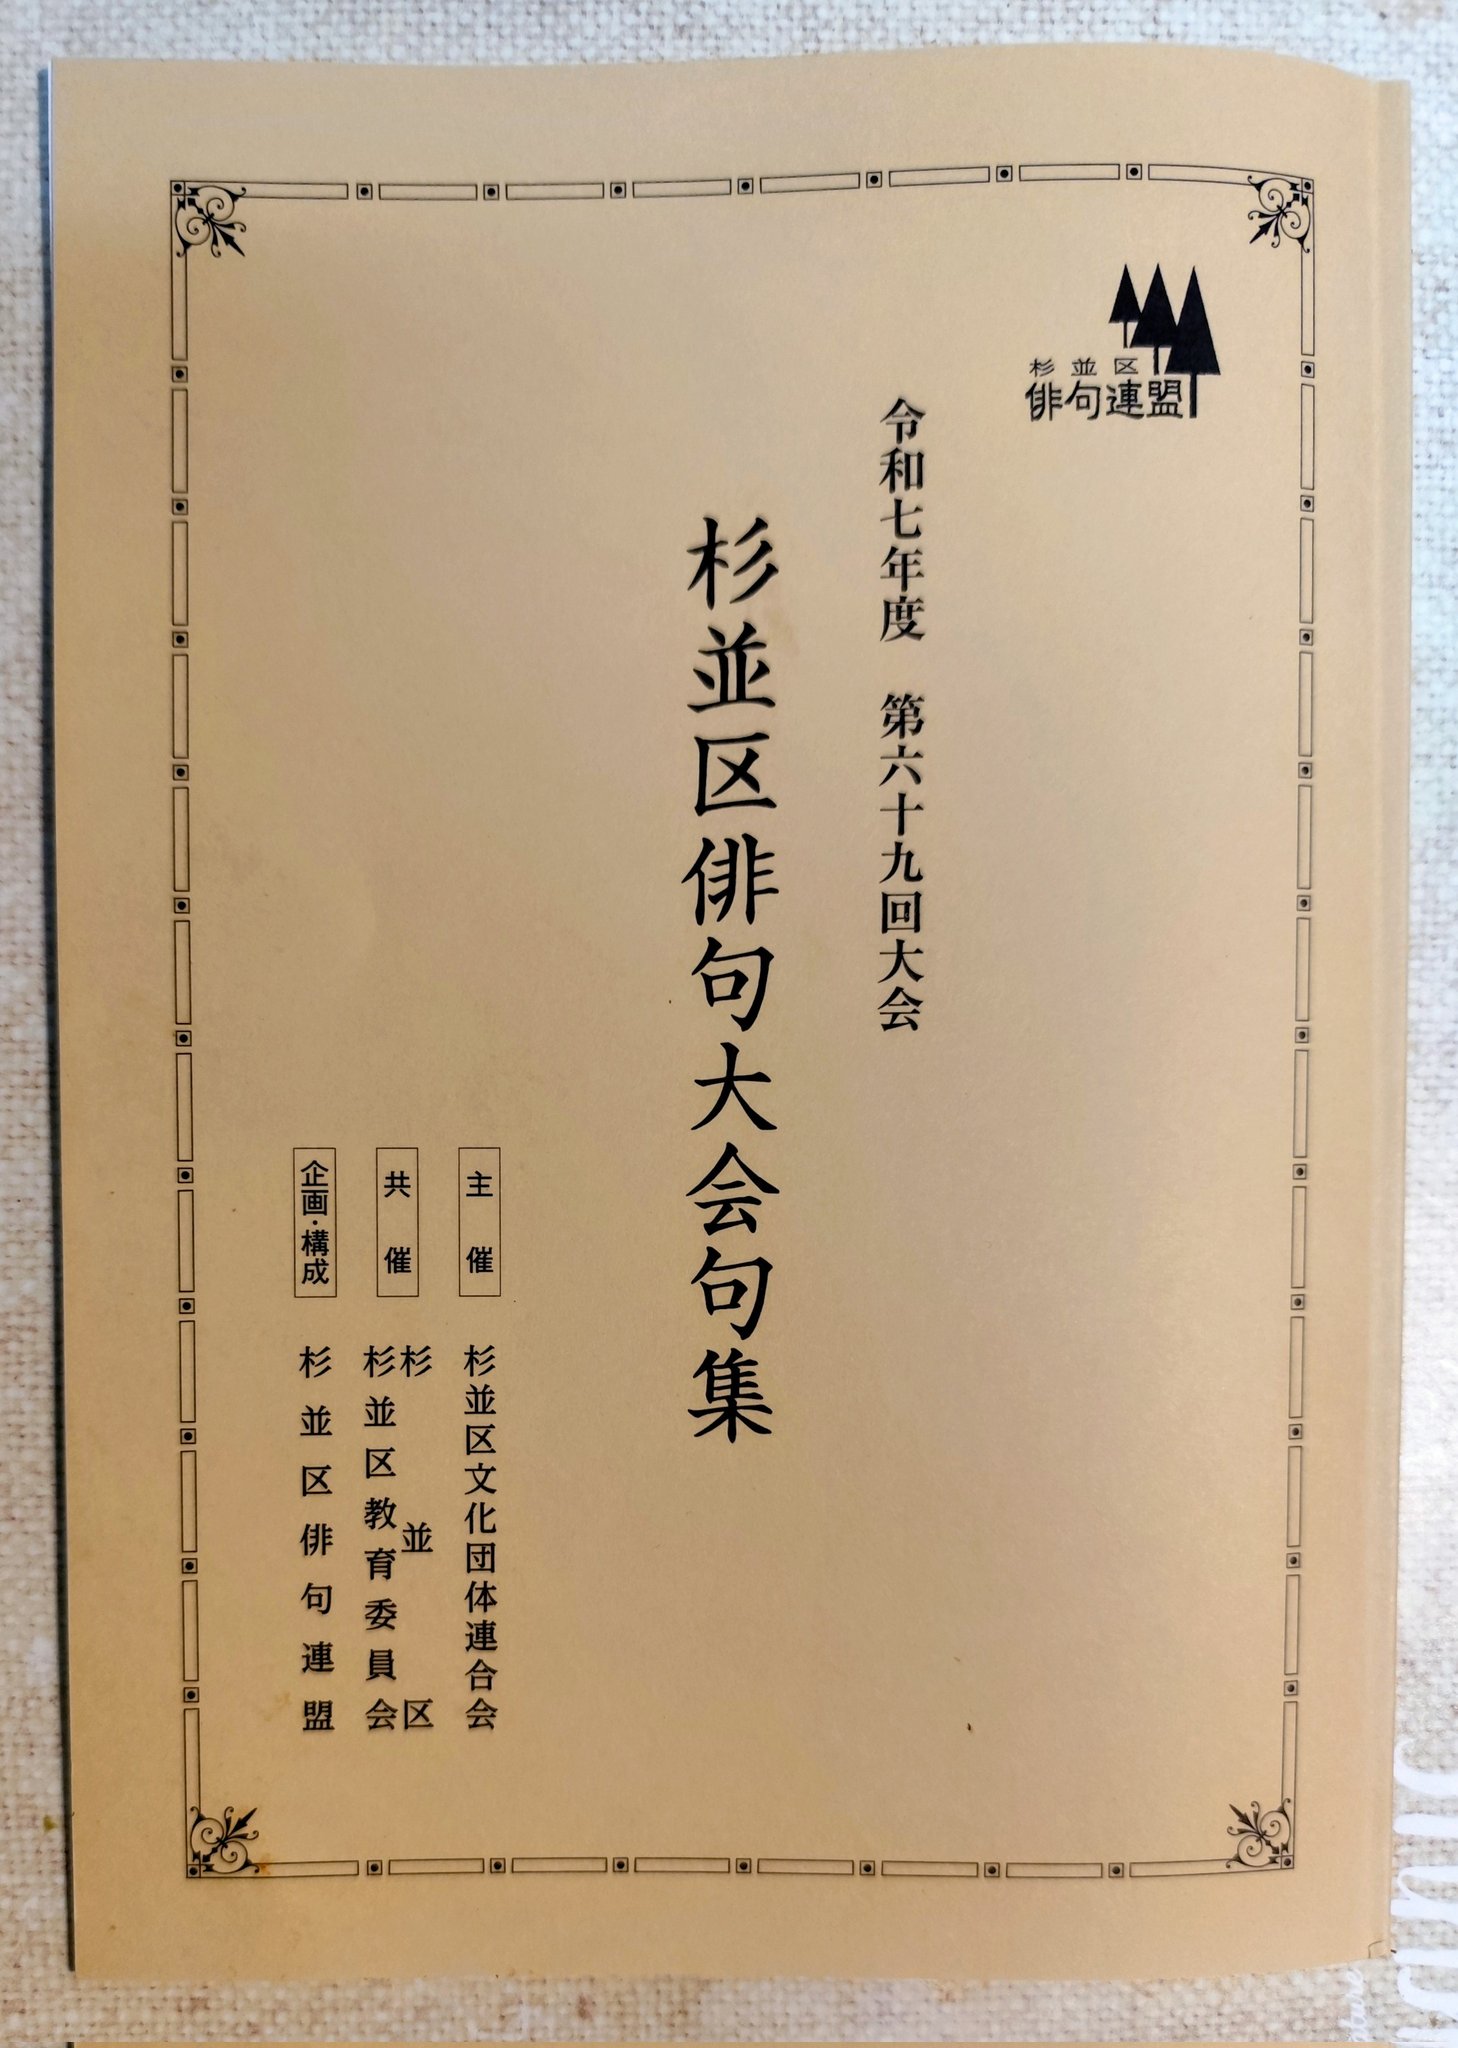 杉並区
俳句連盟
令和七年度　第六十九回大会
杉並区俳句大会句集
主催
杉並区文化団体連合会
共催
杉並区
杉並区教育委員会
企画・構成
杉並区俳句連盟